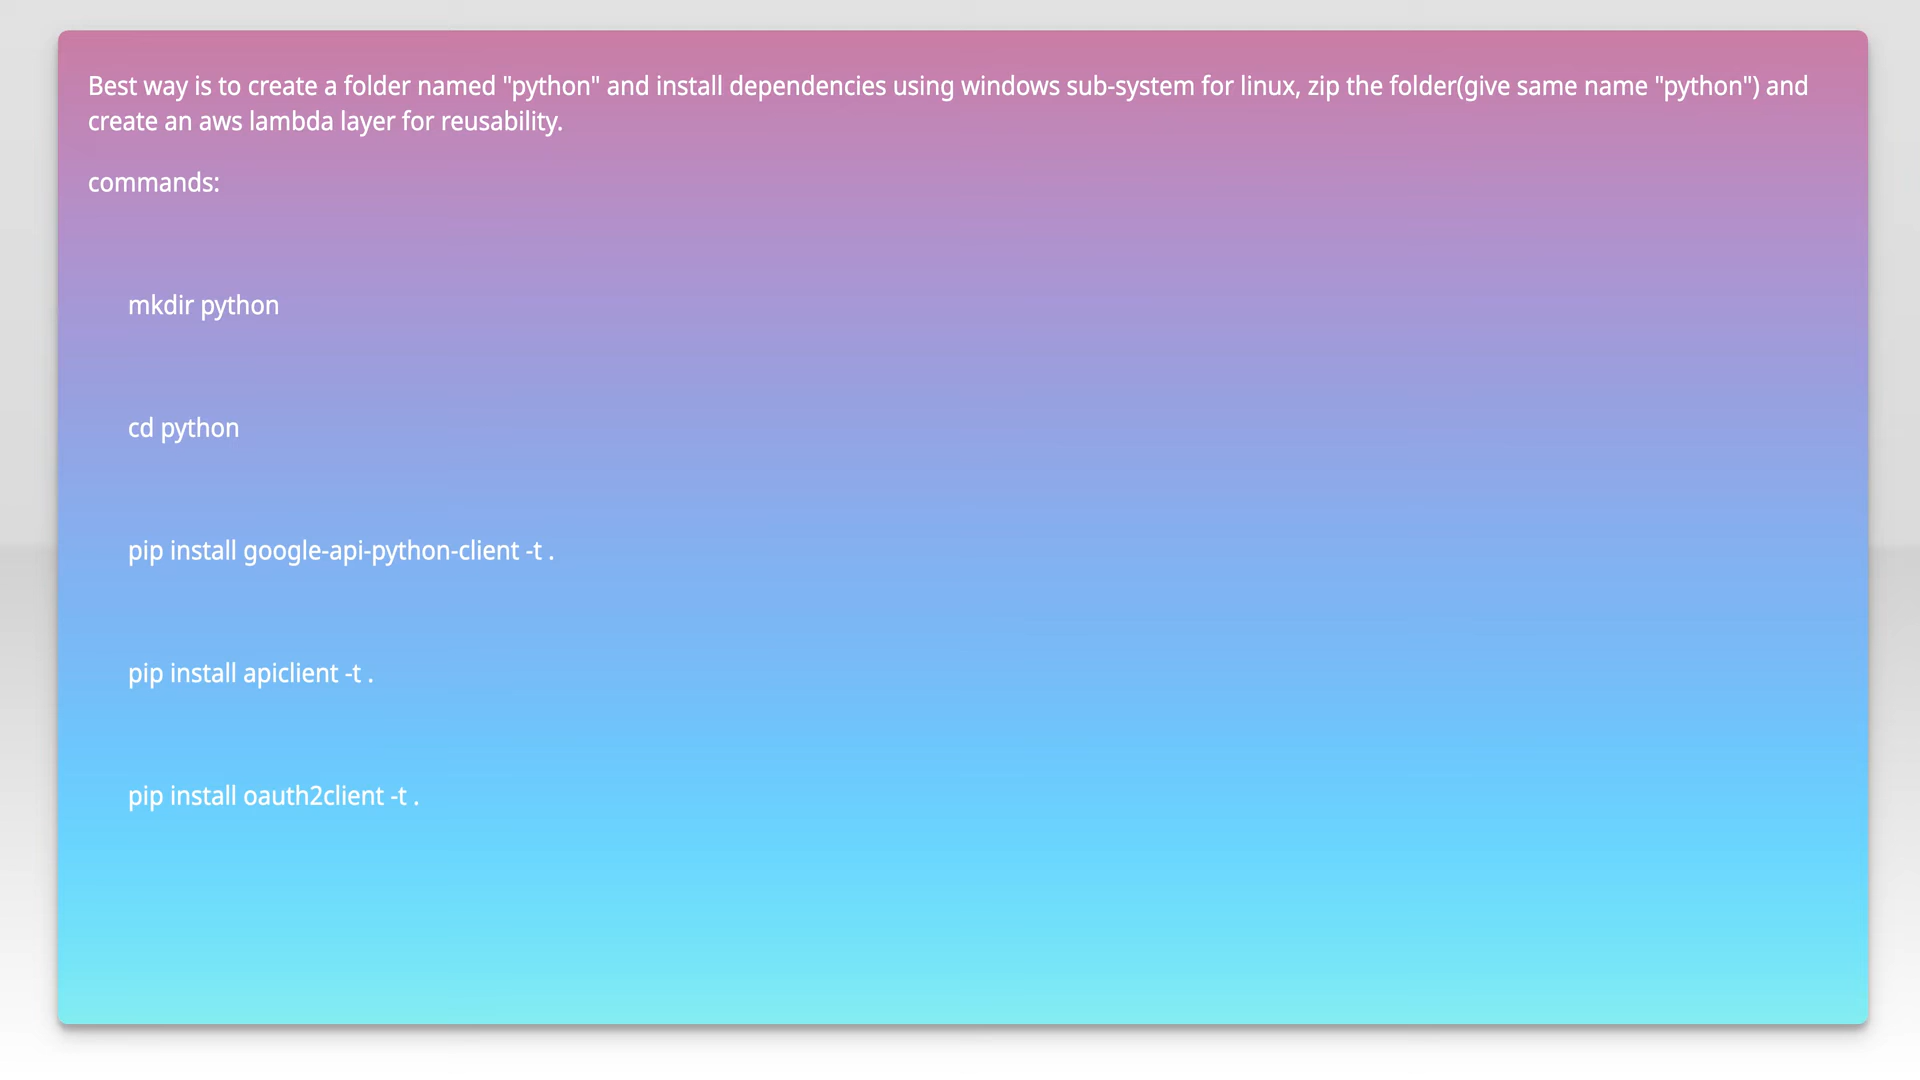 Best way is to create a folder named "python" and install dependencies using windows sub-system for linux, zip the folder(give same name "python") and
create an aws lambda layer for reusability.
commands:
mkdir python
cd python
pip install google-api-python-client -t .
pip install apiclient -t .
pip install oauth2client -t .